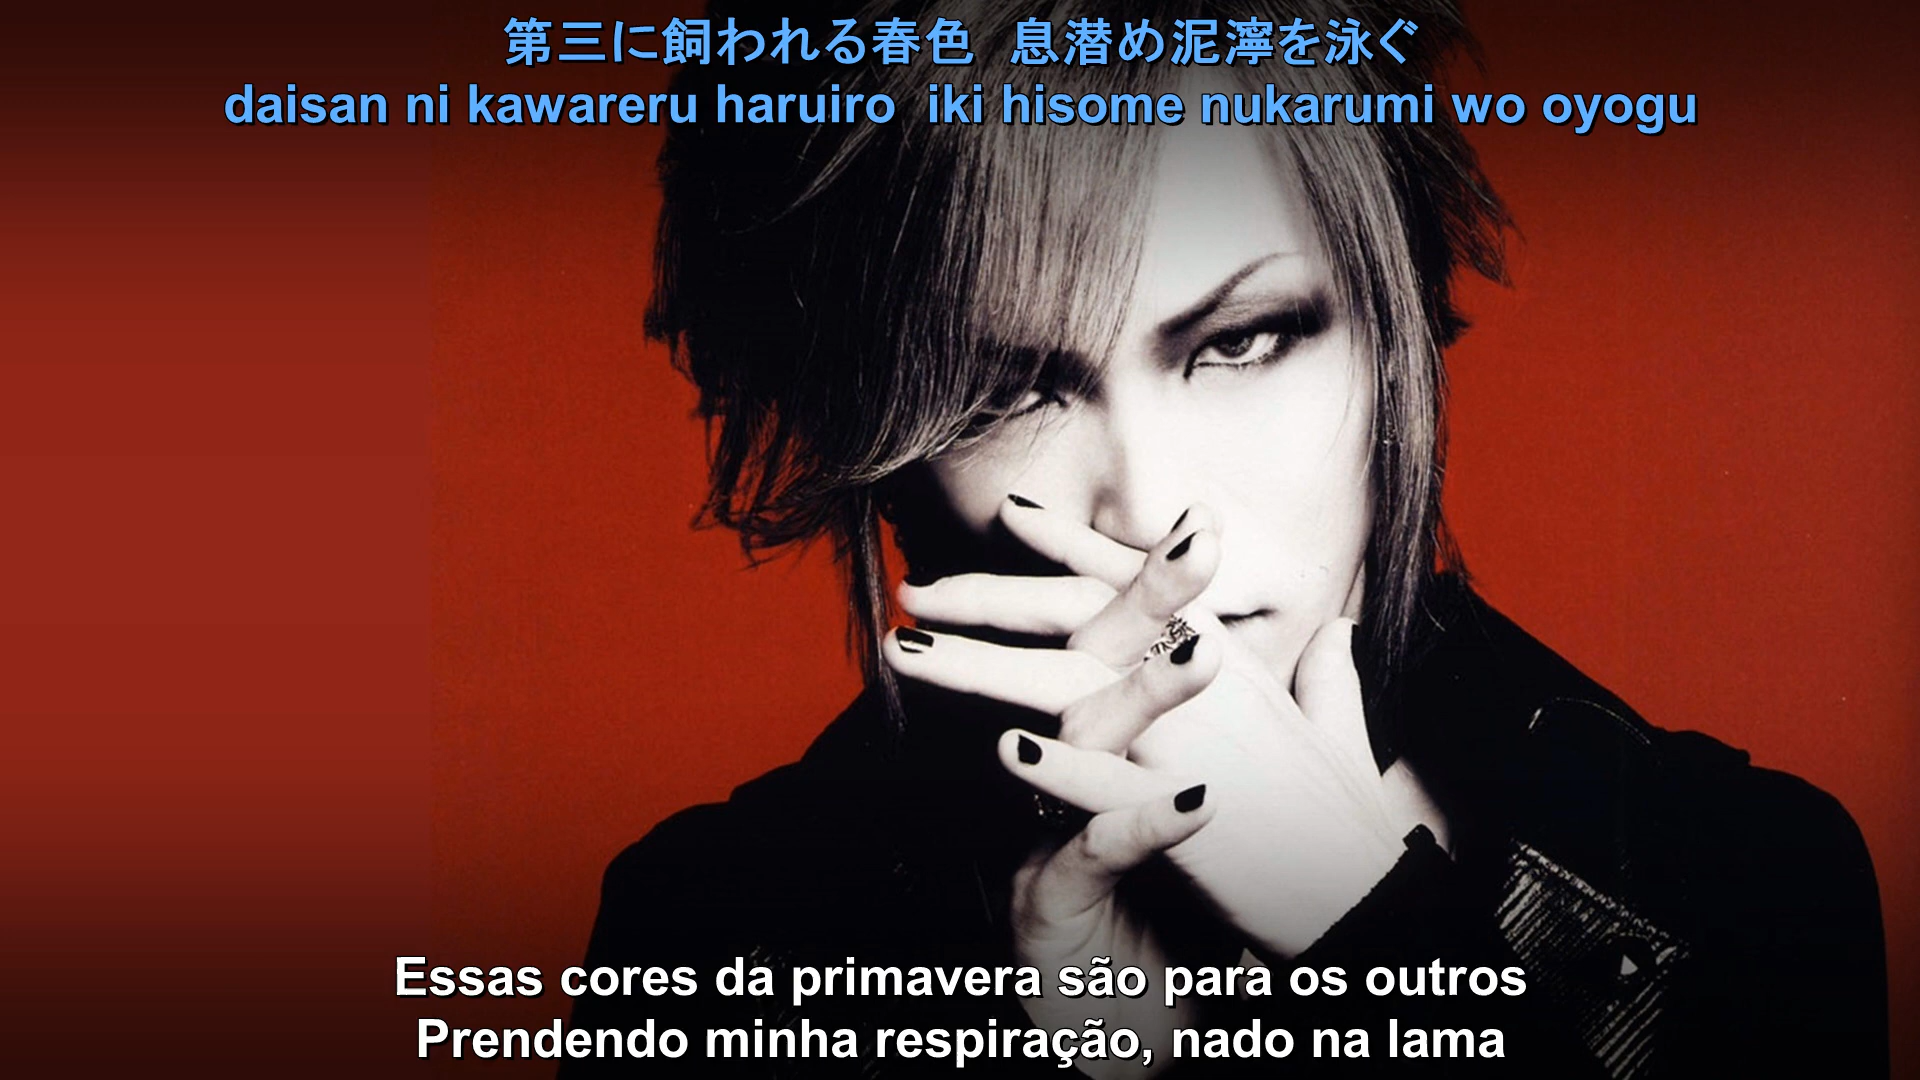 第三に飼われる春色　息潜め泥濘を泳ぐ
daisan ni kawareru haruiro  iki hisome nukarumi wo oyogu
Essas cores da primavera são para os outros
Prendendo minha respiração, nado na lama